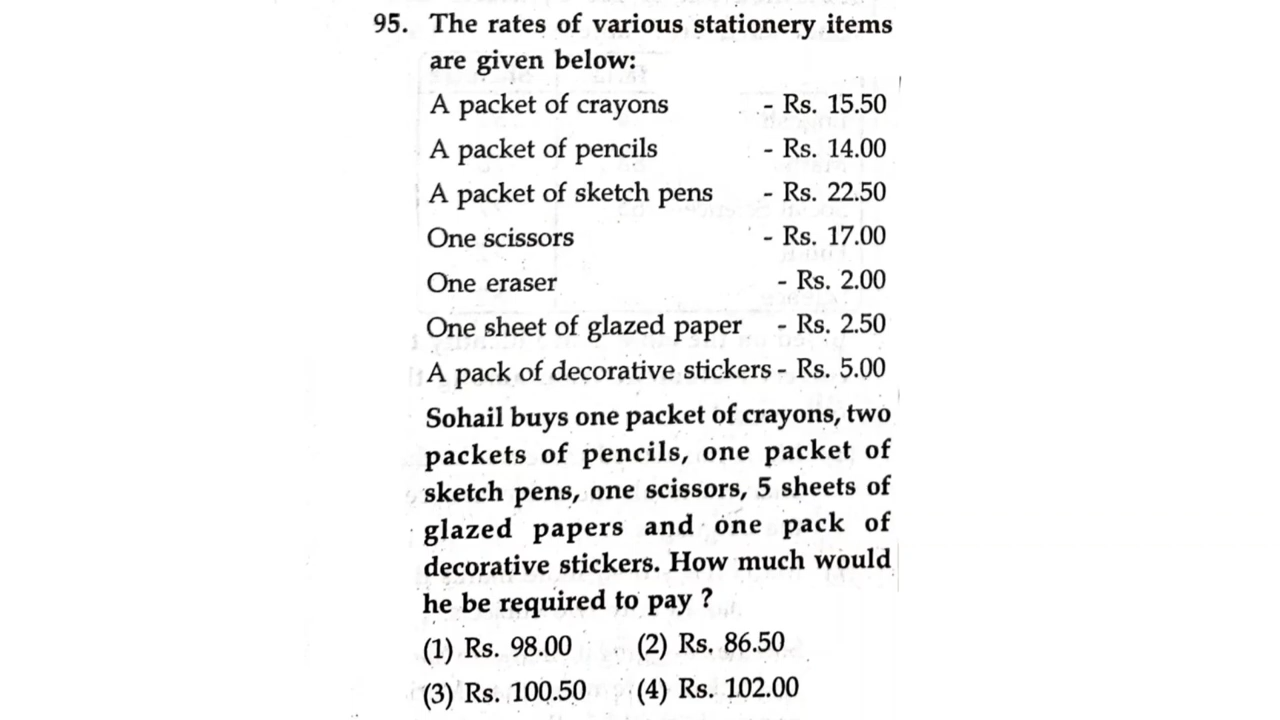 95. The rates of various stationery items
are given below:
A packet of crayons - Rs. 15.50
A packet of pencils - Rs. 14.00
A packet of sketch pens - Rs. 22.50
One scissors - Rs. 17.00
One eraser - Rs. 2.00
One sheet of glazed paper - Rs. 2.50
A pack of decorative stickers - Rs. 5.00
Sohail buys one packet of crayons, two
packets of pencils, one packet of
sketch pens, one scissors, 5 sheets of
glazed papers and one pack of
decorative stickers. How much would
he be required to pay ?
(1) Rs. 98.00 (2) Rs. 86.50
(3) Rs. 100.50 (4) Rs. 102.00